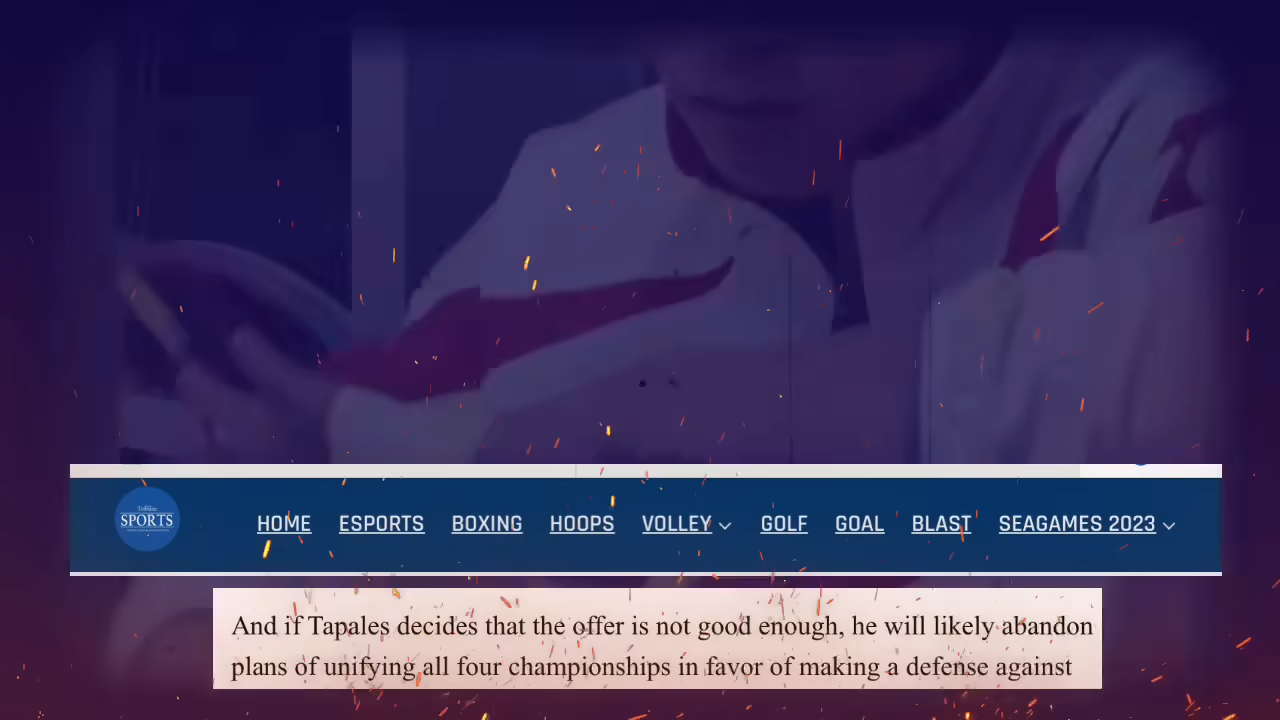 Tribune
SPORTS
HOME ESPORTS BOXING HOOPS VOLLEY GOLF GOAL BLAST SEAGAMES 2023
And if Tapales decides that the offer is not good enough, he will likely abandon
plans of unifying all four championships in favor of making a defense against